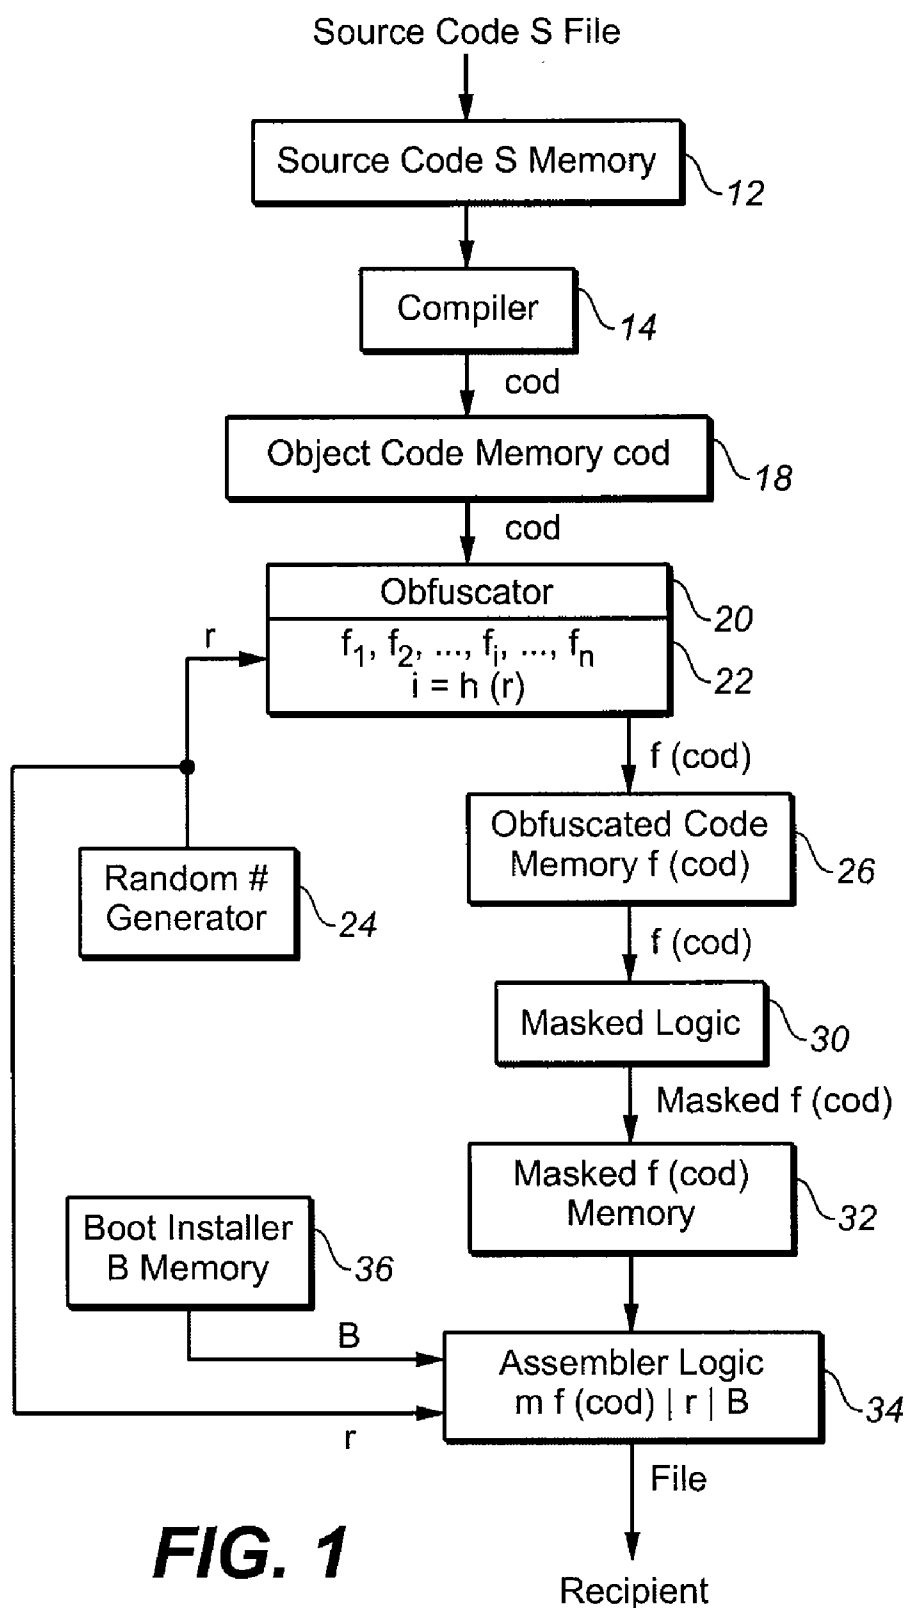 Source Code S File
Source Code S Memory
12
Compiler
14
cod
Object Code Memory cod
18
cod
Obfuscator
20
r
f1, f2, ..., fi, ..., fn
i = h (r)
22
f (cod)
Obfuscated Code
Memory f (cod)
26
Random #
Generator
24
f (cod)
Masked Logic
30
Masked f (cod)
Masked f (cod)
Memory
32
Boot Installer
B Memory
36
B
Assembler Logic
m f (cod) | r | B
34
r
File
FIG. 1
Recipient